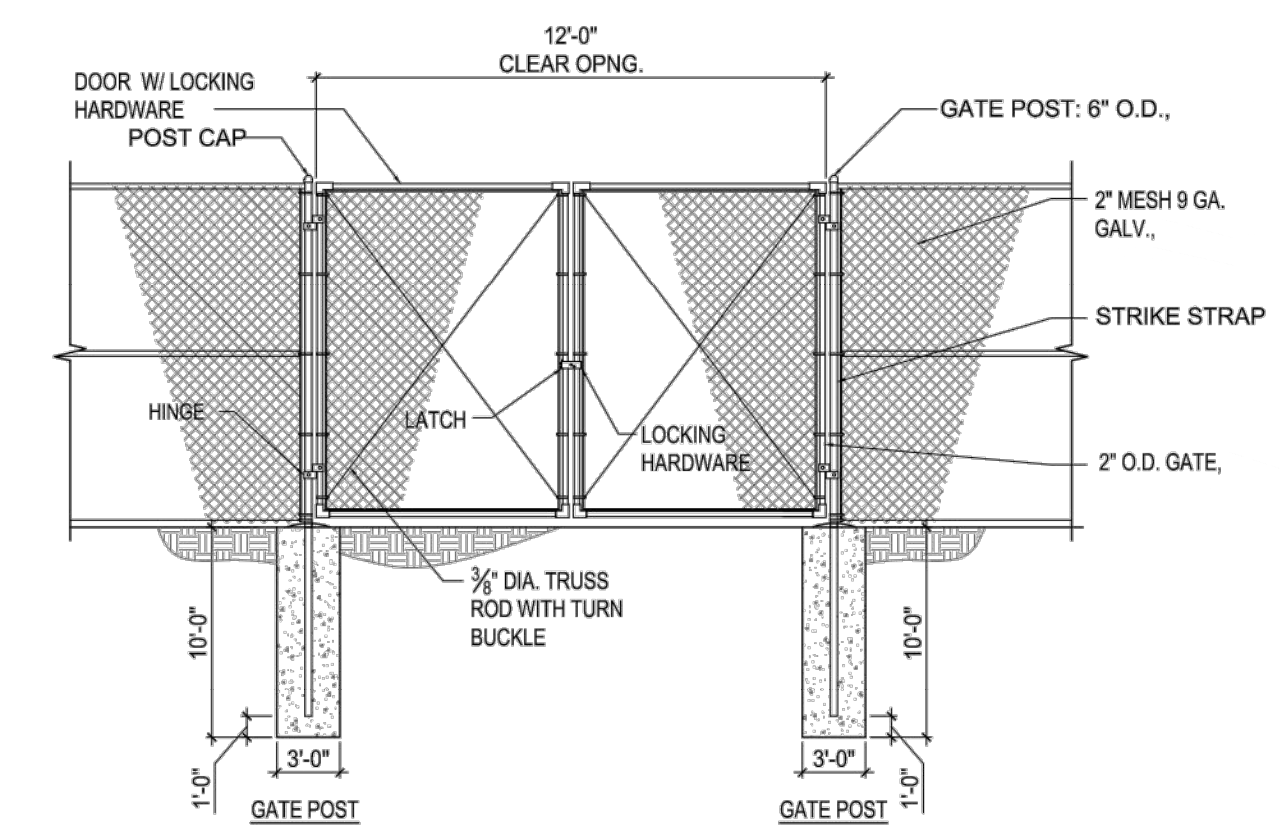 12'-0"
CLEAR OPNG.
DOOR W/ LOCKING
HARDWARE
POST CAP
GATE POST: 6" O.D.,
2" MESH 9 GA.
GALV.,
STRIKE STRAP
HINGE
LATCH
LOCKING
HARDWARE
2" O.D. GATE,
3/8" DIA. TRUSS
ROD WITH TURN
BUCKLE
10'-0"
10'-0"
1'-0"
3'-0"
3'-0"
1'-0"
GATE POST
GATE POST